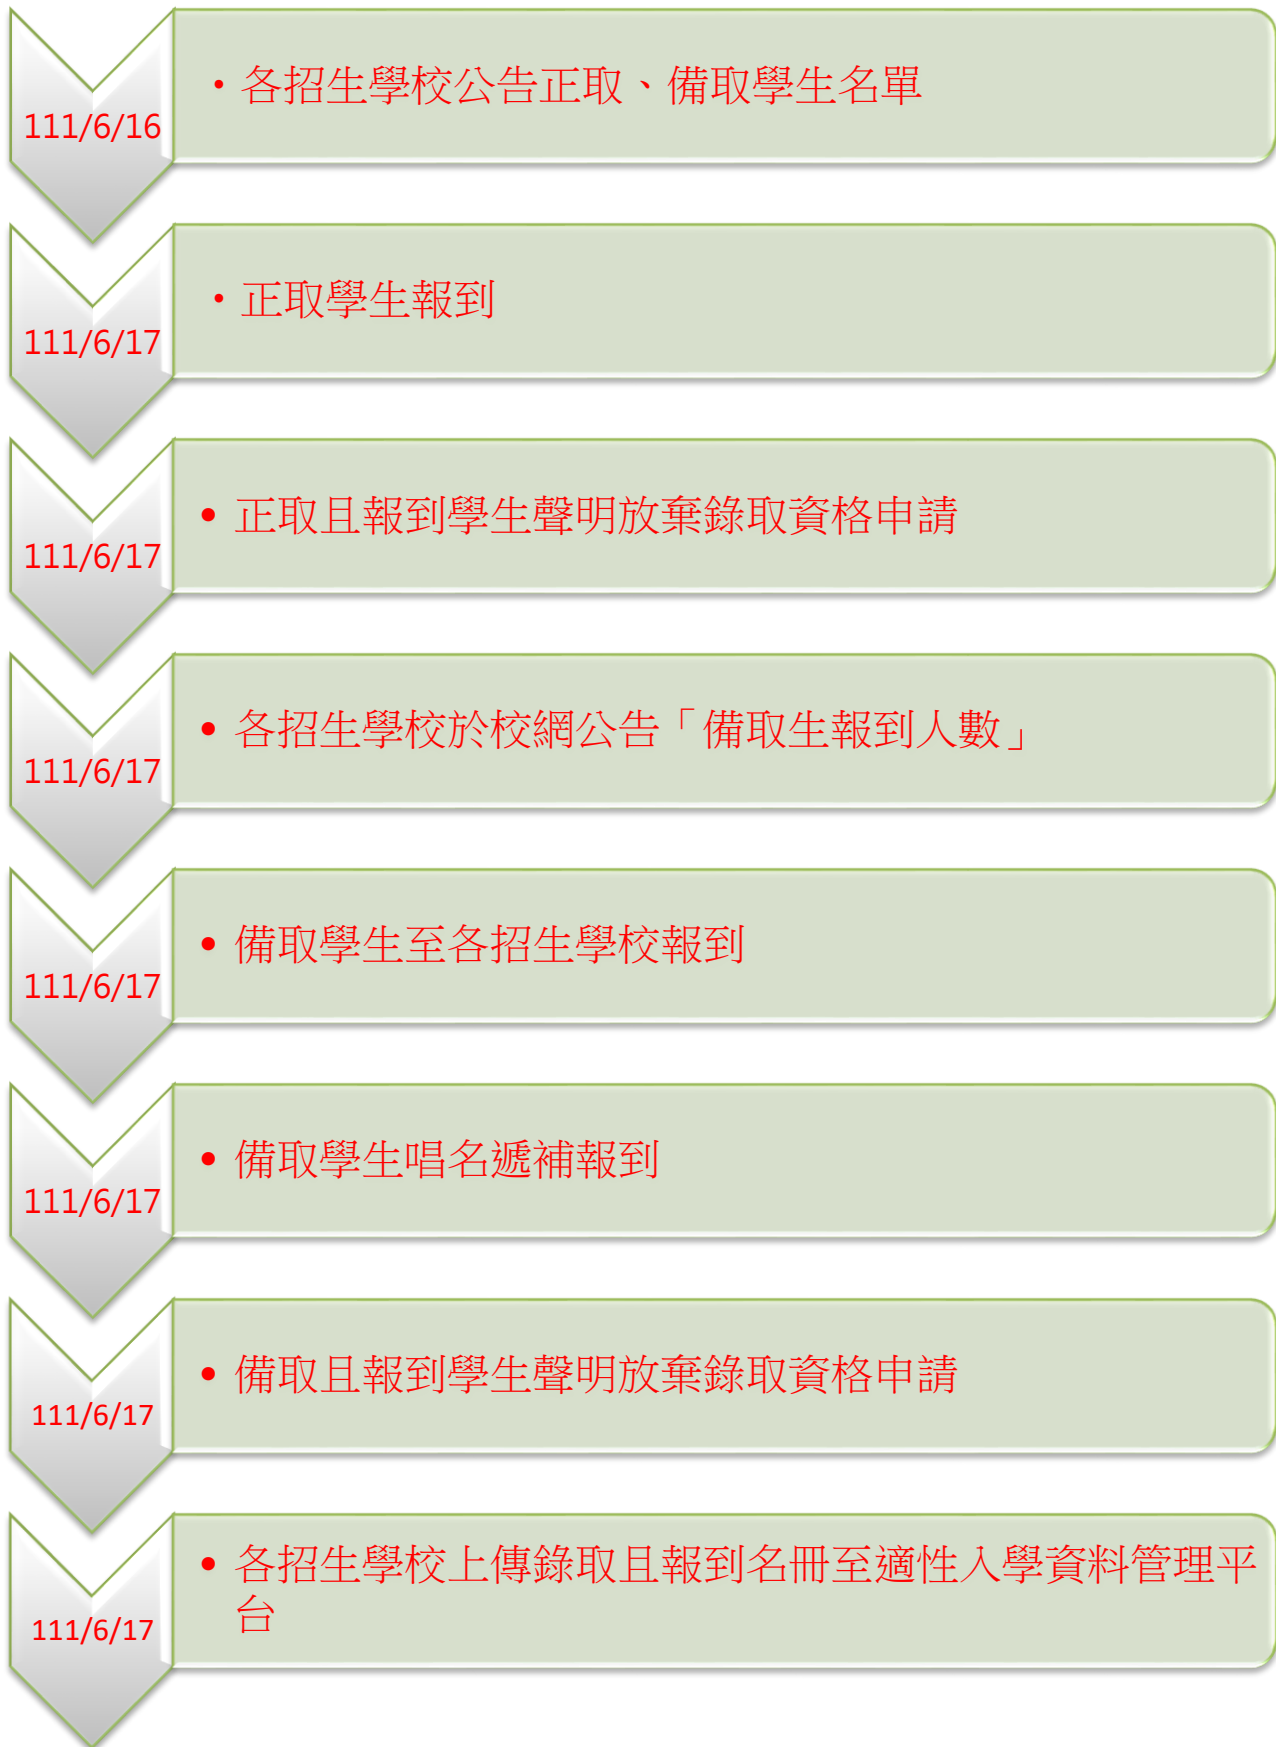 111/6/16
・各招生學校公告正取、備取學生名單
111/6/17
・正取學生報到
111/6/17
• 正取且報到學生聲明放棄錄取資格申請
111/6/17
• 各招生學校於校網公告「備取生報到人數」
111/6/17
• 備取學生至各招生學校報到
111/6/17
• 備取學生唱名遞補報到
111/6/17
• 備取且報到學生聲明放棄錄取資格申請
111/6/17
• 各招生學校上傳錄取且報到名冊至適性入學資料管理平
台